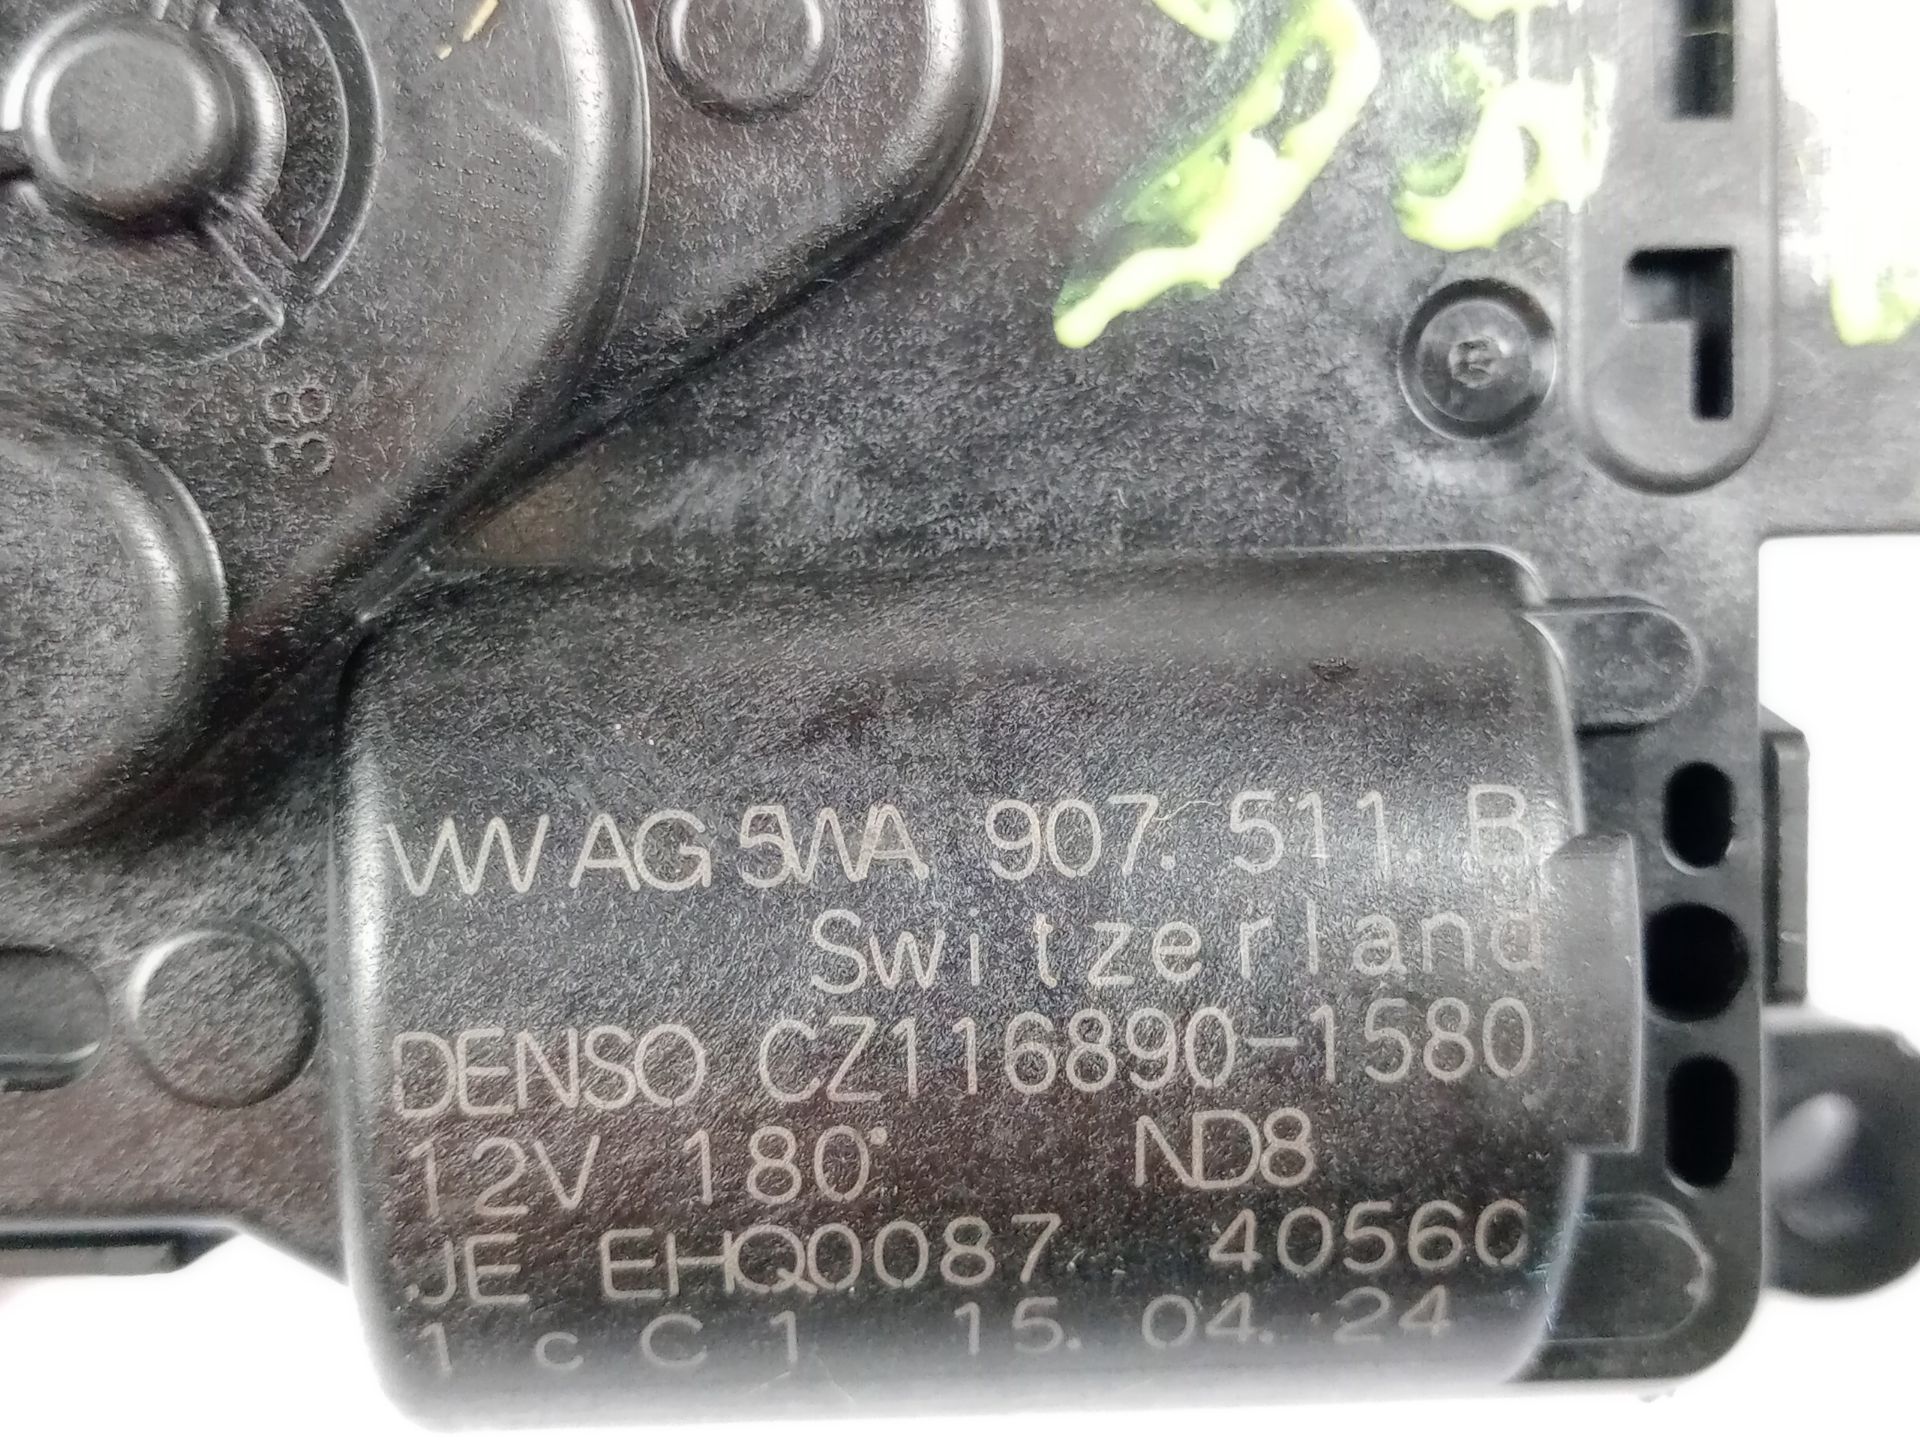 38
VW AG 5WA 907.511.B
Switzerland
DENSO CZ116890-1580
12V 180° ND8
JE EHQ0087 40560
1 c C 1 15.04.24